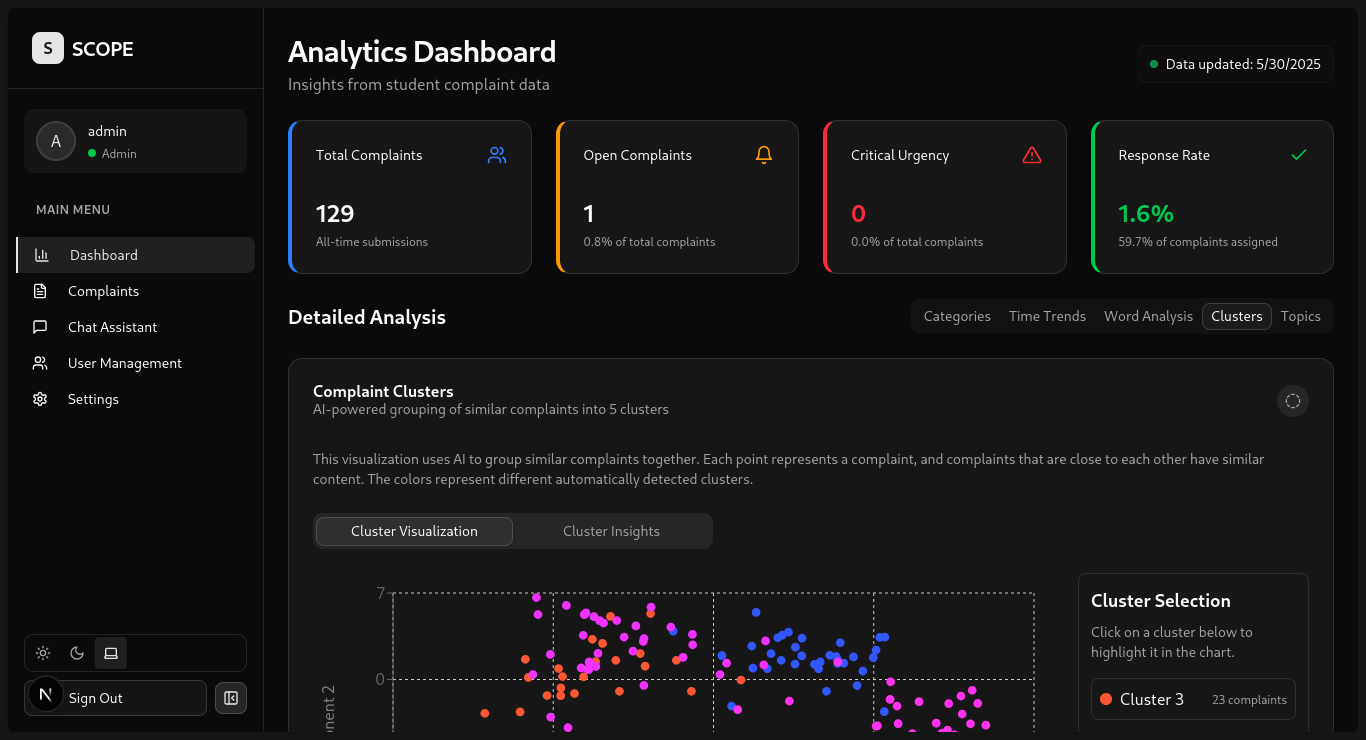 S SCOPE
A admin
Admin
MAIN MENU
Dashboard
Complaints
Chat Assistant
User Management
Settings
N Sign Out
Analytics Dashboard
Insights from student complaint data
Data updated: 5/30/2025
Total Complaints
129
All-time submissions
Open Complaints
1
0.8% of total complaints
Critical Urgency
0
0.0% of total complaints
Response Rate
1.6%
59.7% of complaints assigned
Detailed Analysis
Categories Time Trends Word Analysis Clusters Topics
Complaint Clusters
AI-powered grouping of similar complaints into 5 clusters
This visualization uses AI to group similar complaints together. Each point represents a complaint, and complaints that are close to each other have similar
content. The colors represent different automatically detected clusters.
Cluster Visualization Cluster Insights
7
0
nent 2
Cluster Selection
Click on a cluster below to
highlight it in the chart.
Cluster 3 23 complaints